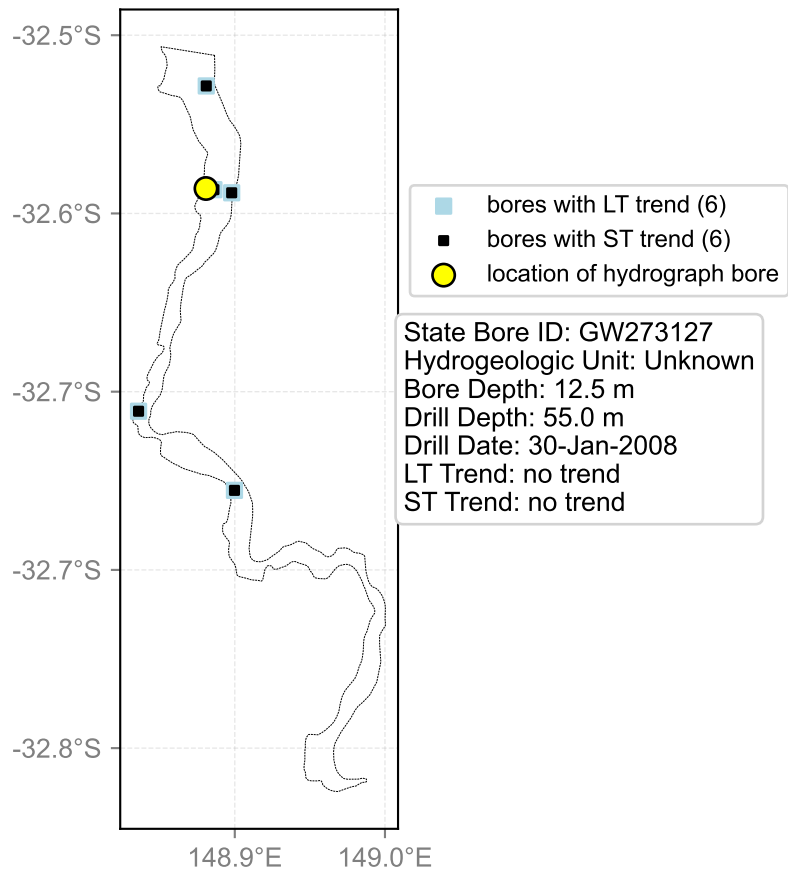 -32.5°S
-32.6°S
-32.7°S
-32.7°S
-32.8°S
148.9°E 149.0°E
bores with LT trend (6)
bores with ST trend (6)
location of hydrograph bore
State Bore ID: GW273127
Hydrogeologic Unit: Unknown
Bore Depth: 12.5 m
Drill Depth: 55.0 m
Drill Date: 30-Jan-2008
LT Trend: no trend
ST Trend: no trend